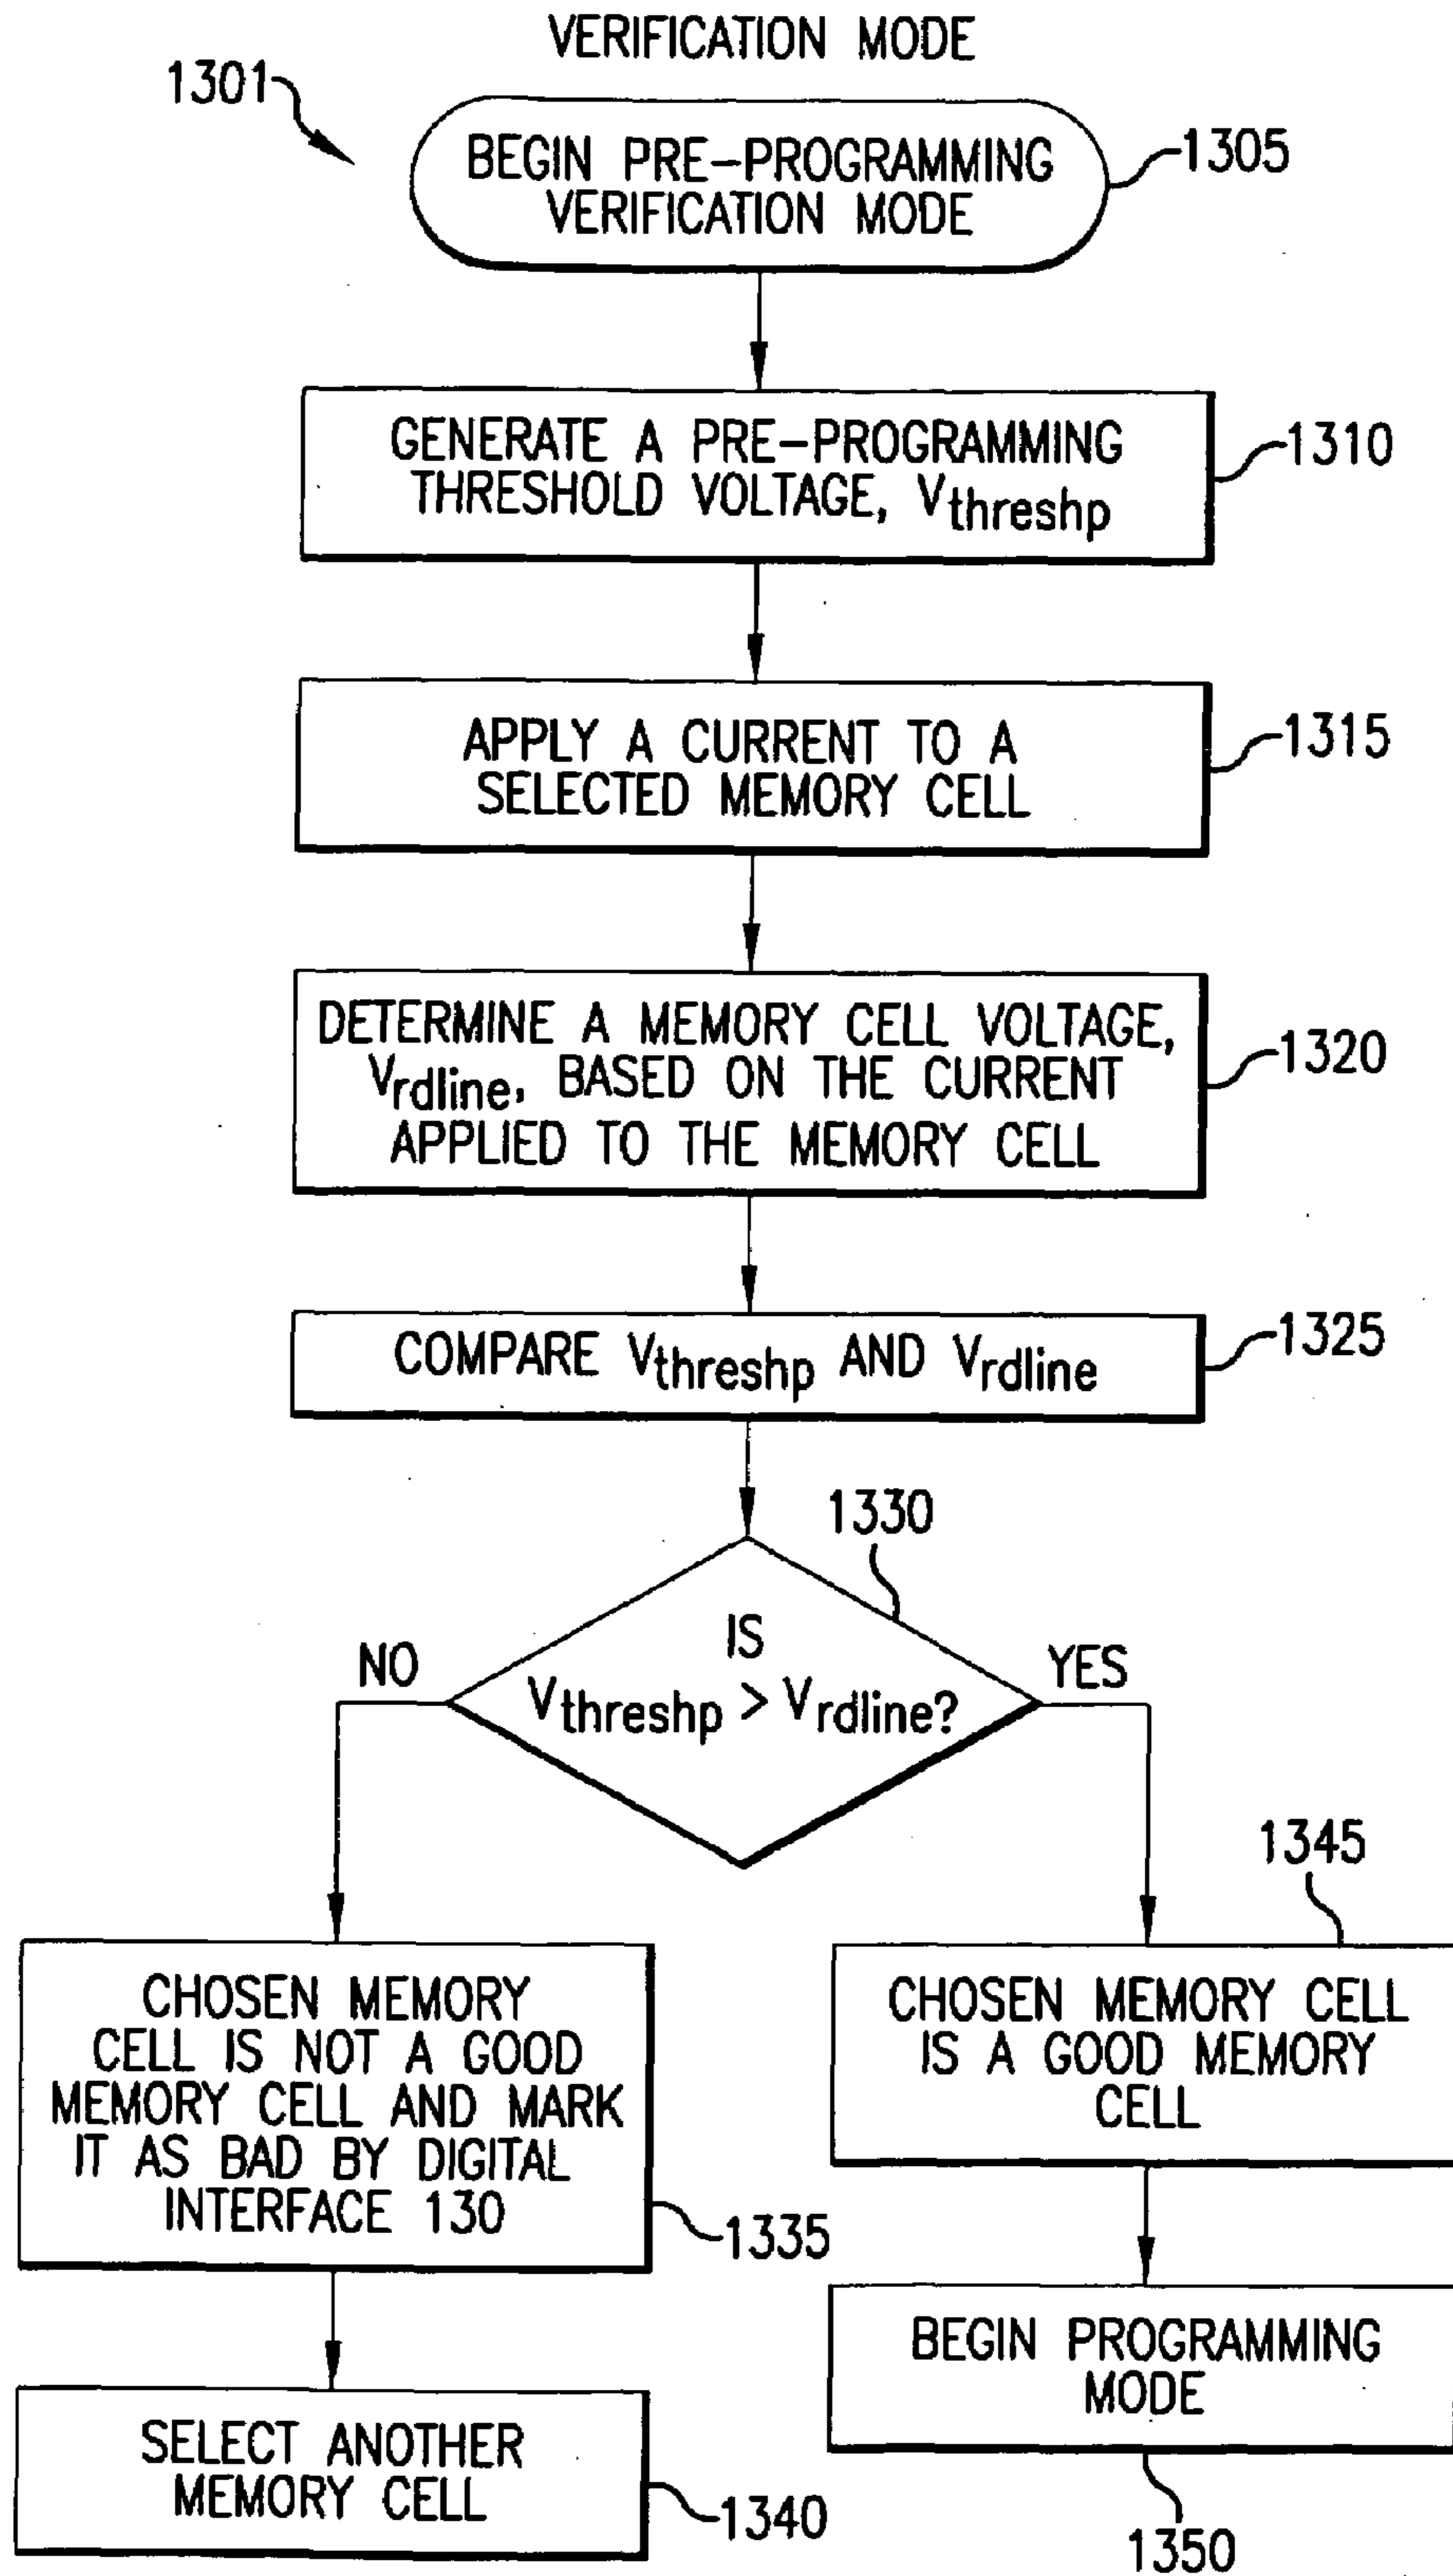 VERIFICATION MODE
1301
BEGIN PRE-PROGRAMMING
VERIFICATION MODE
1305
GENERATE A PRE-PROGRAMMING
THRESHOLD VOLTAGE, Vthreshp
1310
APPLY A CURRENT TO A
SELECTED MEMORY CELL
1315
DETERMINE A MEMORY CELL VOLTAGE,
Vrdline, BASED ON THE CURRENT
APPLIED TO THE MEMORY CELL
1320
COMPARE Vthreshp AND Vrdline
1325
1330
IS
Vthreshp > Vrdline?
NO
YES
CHOSEN MEMORY
CELL IS NOT A GOOD
MEMORY CELL AND MARK
IT AS BAD BY DIGITAL
INTERFACE 130
1335
1345
CHOSEN MEMORY CELL
IS A GOOD MEMORY
CELL
SELECT ANOTHER
MEMORY CELL
1340
BEGIN PROGRAMMING
MODE
1350